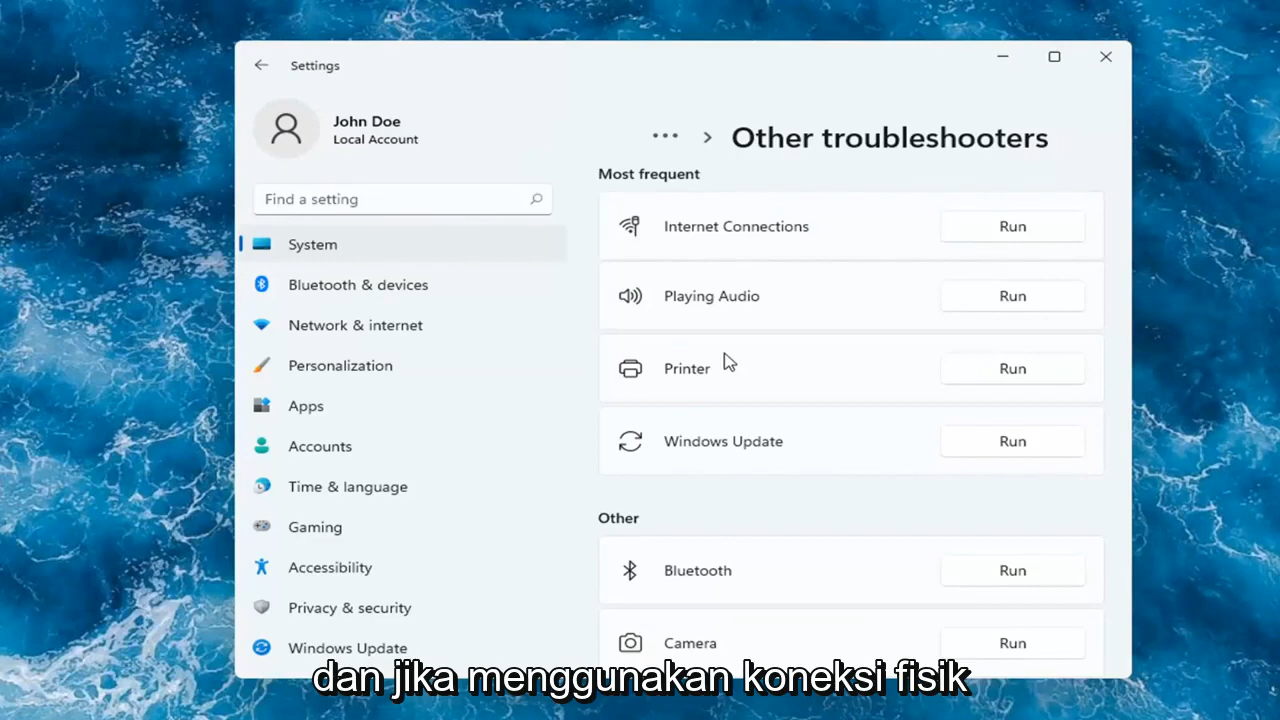 Settings
John Doe
Local Account
Find a setting
System
Bluetooth & devices
Network & internet
Personalization
Apps
Accounts
Time & language
Gaming
Accessibility
Privacy & security
Windows Update
... > Other troubleshooters
Most frequent
Internet Connections Run
Playing Audio Run
Printer Run
Windows Update Run
Other
Bluetooth Run
Camera Run
dan jika menggunakan koneksi fisik